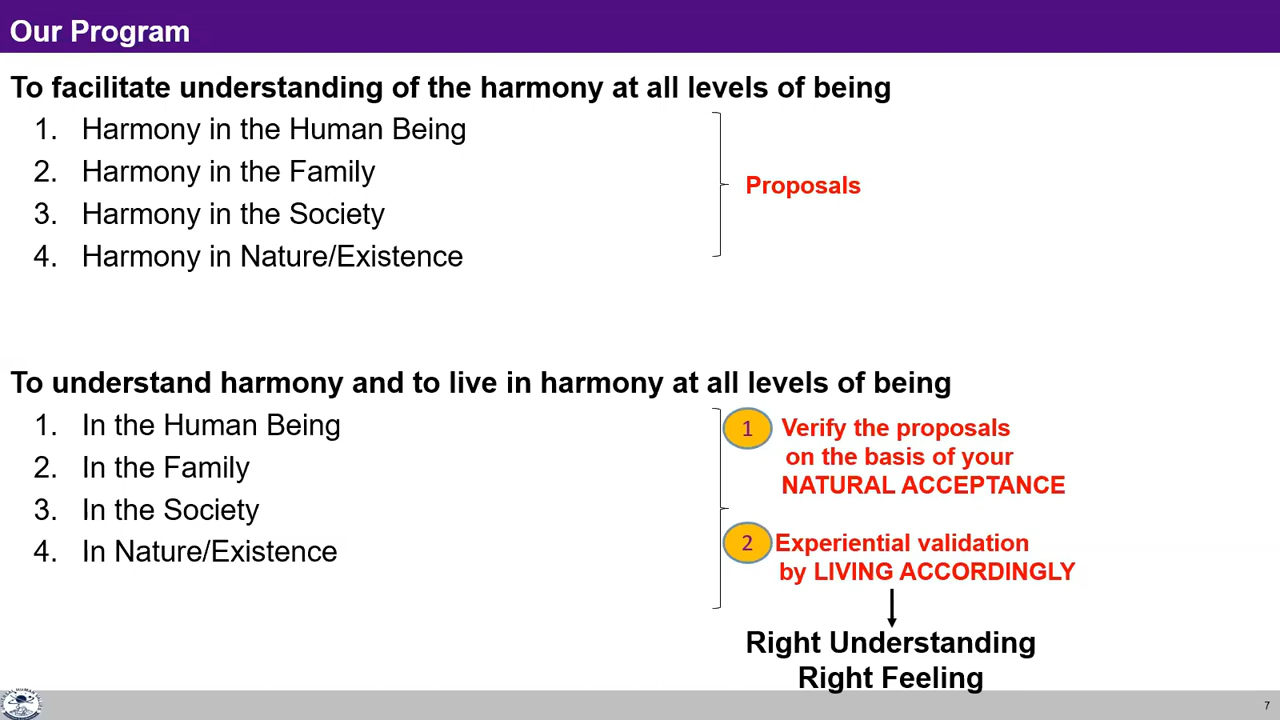 Our Program
To facilitate understanding of the harmony at all levels of being
1. Harmony in the Human Being
2. Harmony in the Family
3. Harmony in the Society
4. Harmony in Nature/Existence
Proposals
To understand harmony and to live in harmony at all levels of being
1. In the Human Being
2. In the Family
3. In the Society
4. In Nature/Existence
1 Verify the proposals
on the basis of your
NATURAL ACCEPTANCE
2 Experiential validation
by LIVING ACCORDINGLY
Right Understanding
Right Feeling
7